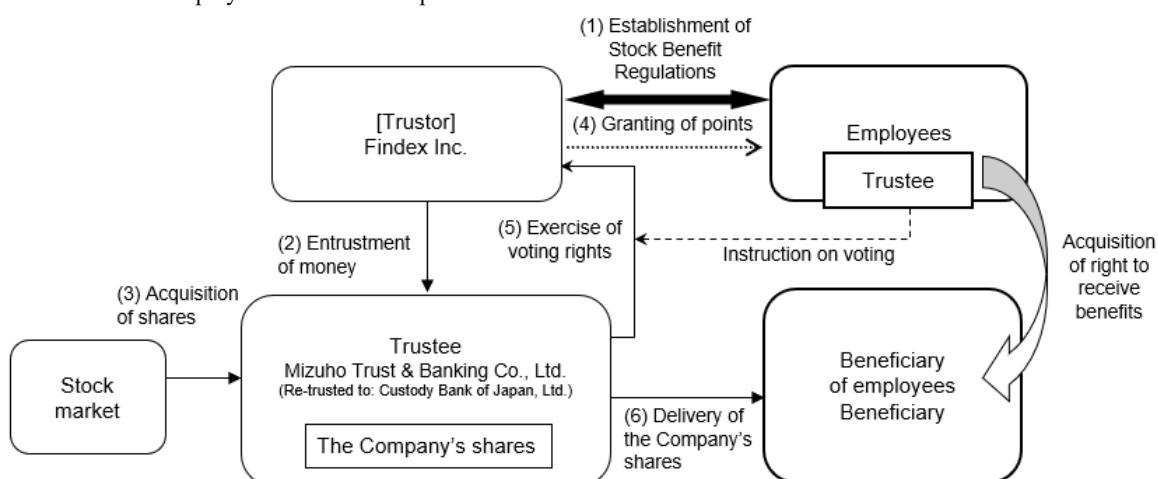 (1) Establishment of
Stock Benefit
Regulations
[Trustor]
Findex Inc.
(4) Granting of points
Employees
Trustee
(2) Entrustment
of money
(5) Exercise of
voting rights
Instruction on voting
Acquisition
of right to
receive
benefits
(3) Acquisition
of shares
Stock
market
Trustee
Mizuho Trust & Banking Co., Ltd.
(Re-trusted to: Custody Bank of Japan, Ltd.)
The Company's shares
(6) Delivery of
the Company's
shares
Beneficiary
of employees
Beneficiary